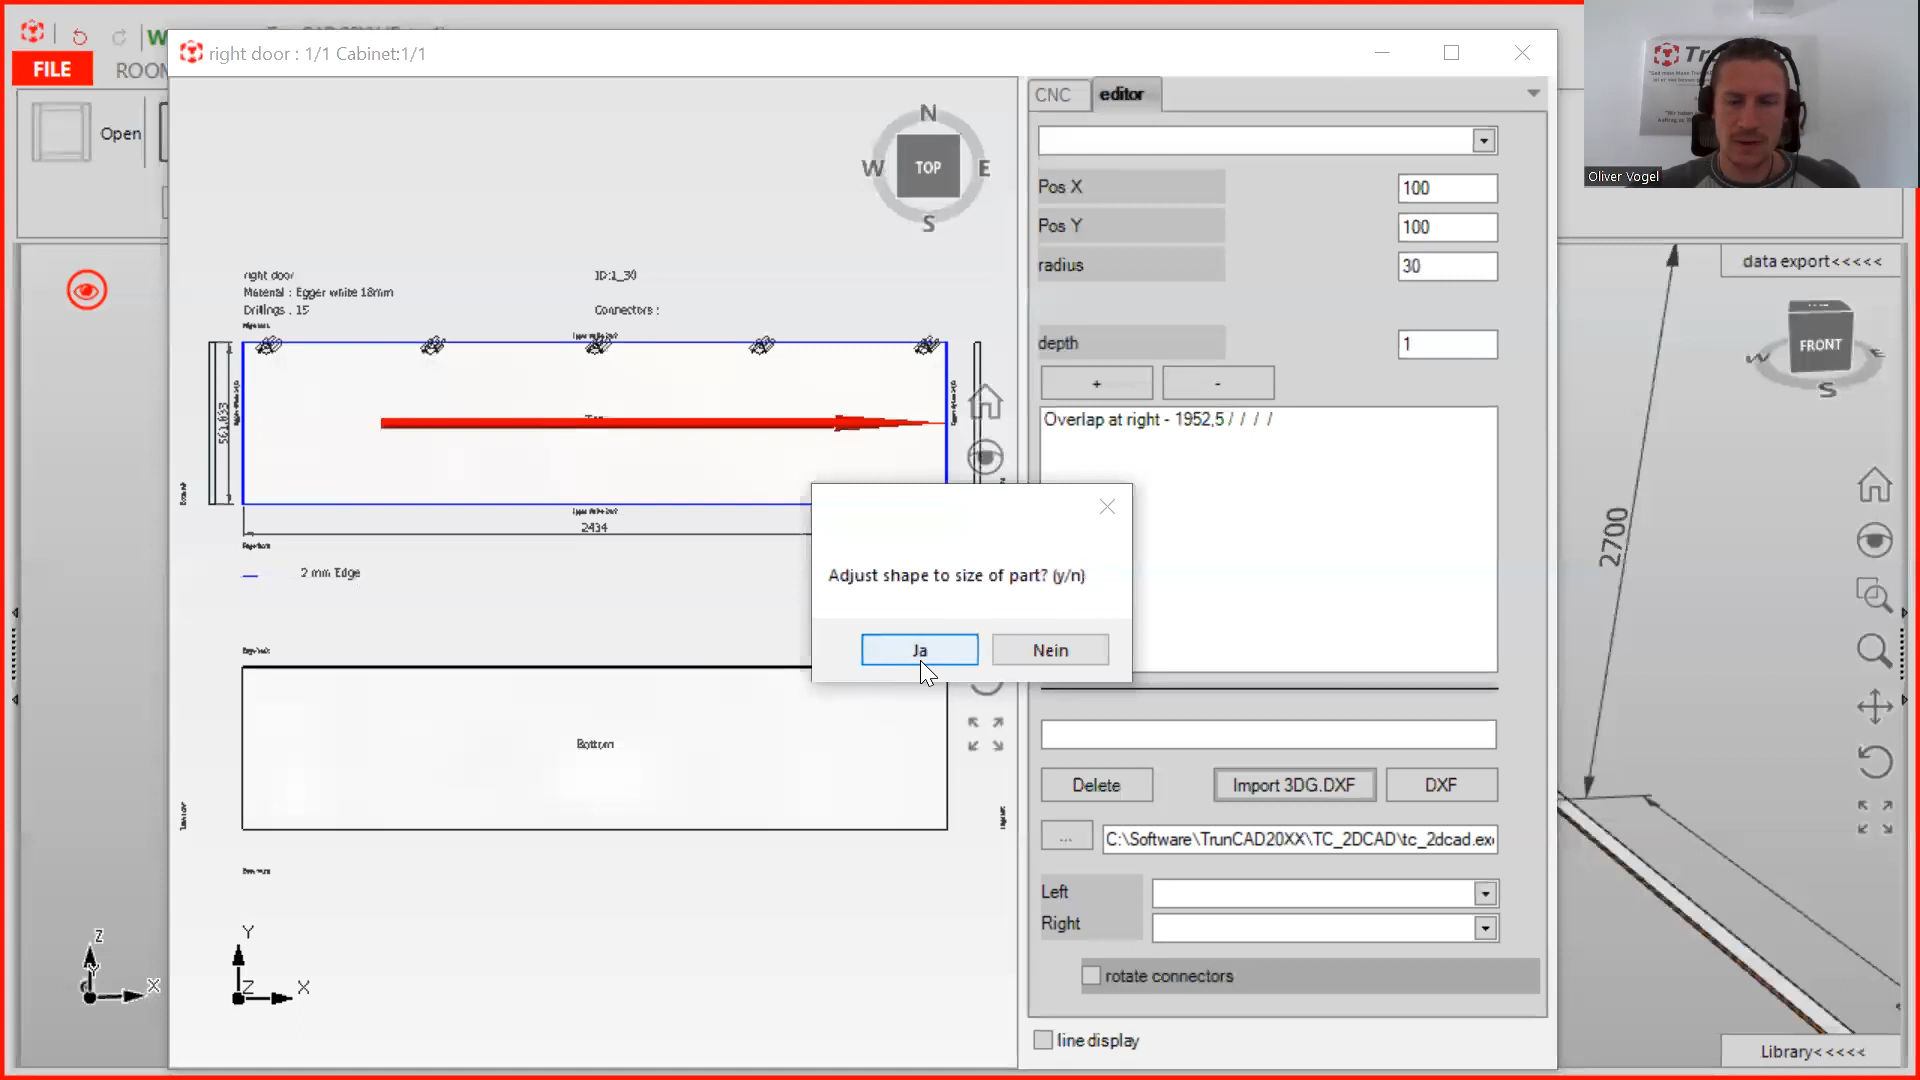 W
FILE
ROOM
Open
right door : 1/1 Cabinet:1/1
N
W
TOP
E
S
right door
ID:1_30
Material : Egger white 18mm
Drillings . 15
Connectors :
561,833
2434
2 mm Edge
Bottom
Y
Z
X
Z
Y
X
CNC
editor
Pos X
100
Pos Y
100
radius
30
depth
1
+
-
Overlap at right - 1952,5 / / / /
Adjust shape to size of part? (y/n)
Ja
Nein
Delete
Import 3DG.DXF
DXF
...
C:\Software\TrunCAD20XX\TC_2DCAD\tc_2dcad.ex
Left
Right
rotate connectors
line display
Oliver Vogel
data export<<<<<
FRONT
W
E
S
2700
Library<<<<<